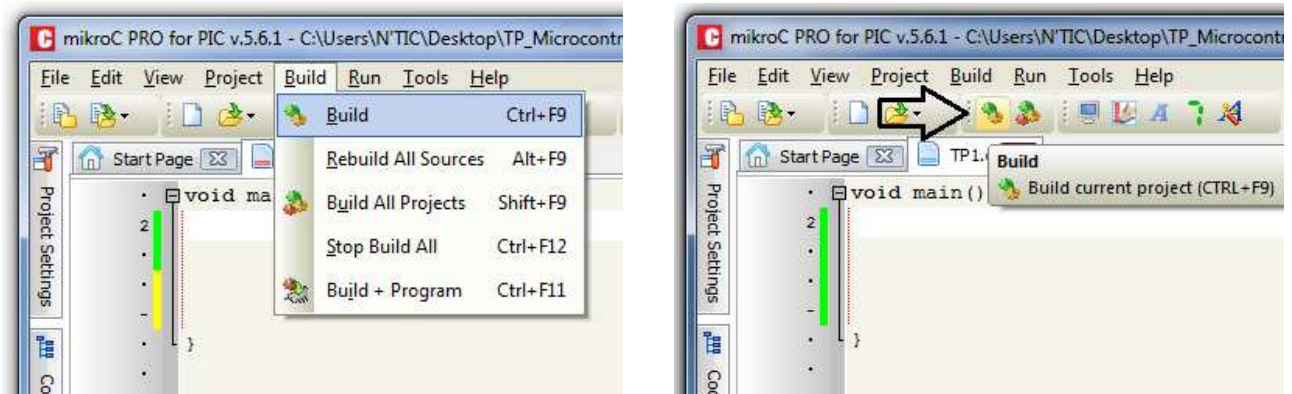 mikroC PRO for PIC v.5.6.1 - C:\Users\N'TIC\Desktop\TP_Microcontr
File Edit View Project Build Run Tools Help
Build Ctrl+F9
Rebuild All Sources Alt+F9
Build All Projects Shift+F9
Stop Build All Ctrl+F12
Build + Program Ctrl+F11
Start Page
void ma
2
}
Project Settings
Co
mikroC PRO for PIC v.5.6.1 - C:\Users\N'TIC\Desktop\TP_Microcontr
File Edit View Project Build Run Tools Help
Start Page TP1.
Build
Build current project (CTRL+F9)
void main()
2
}
Project Settings
Coc